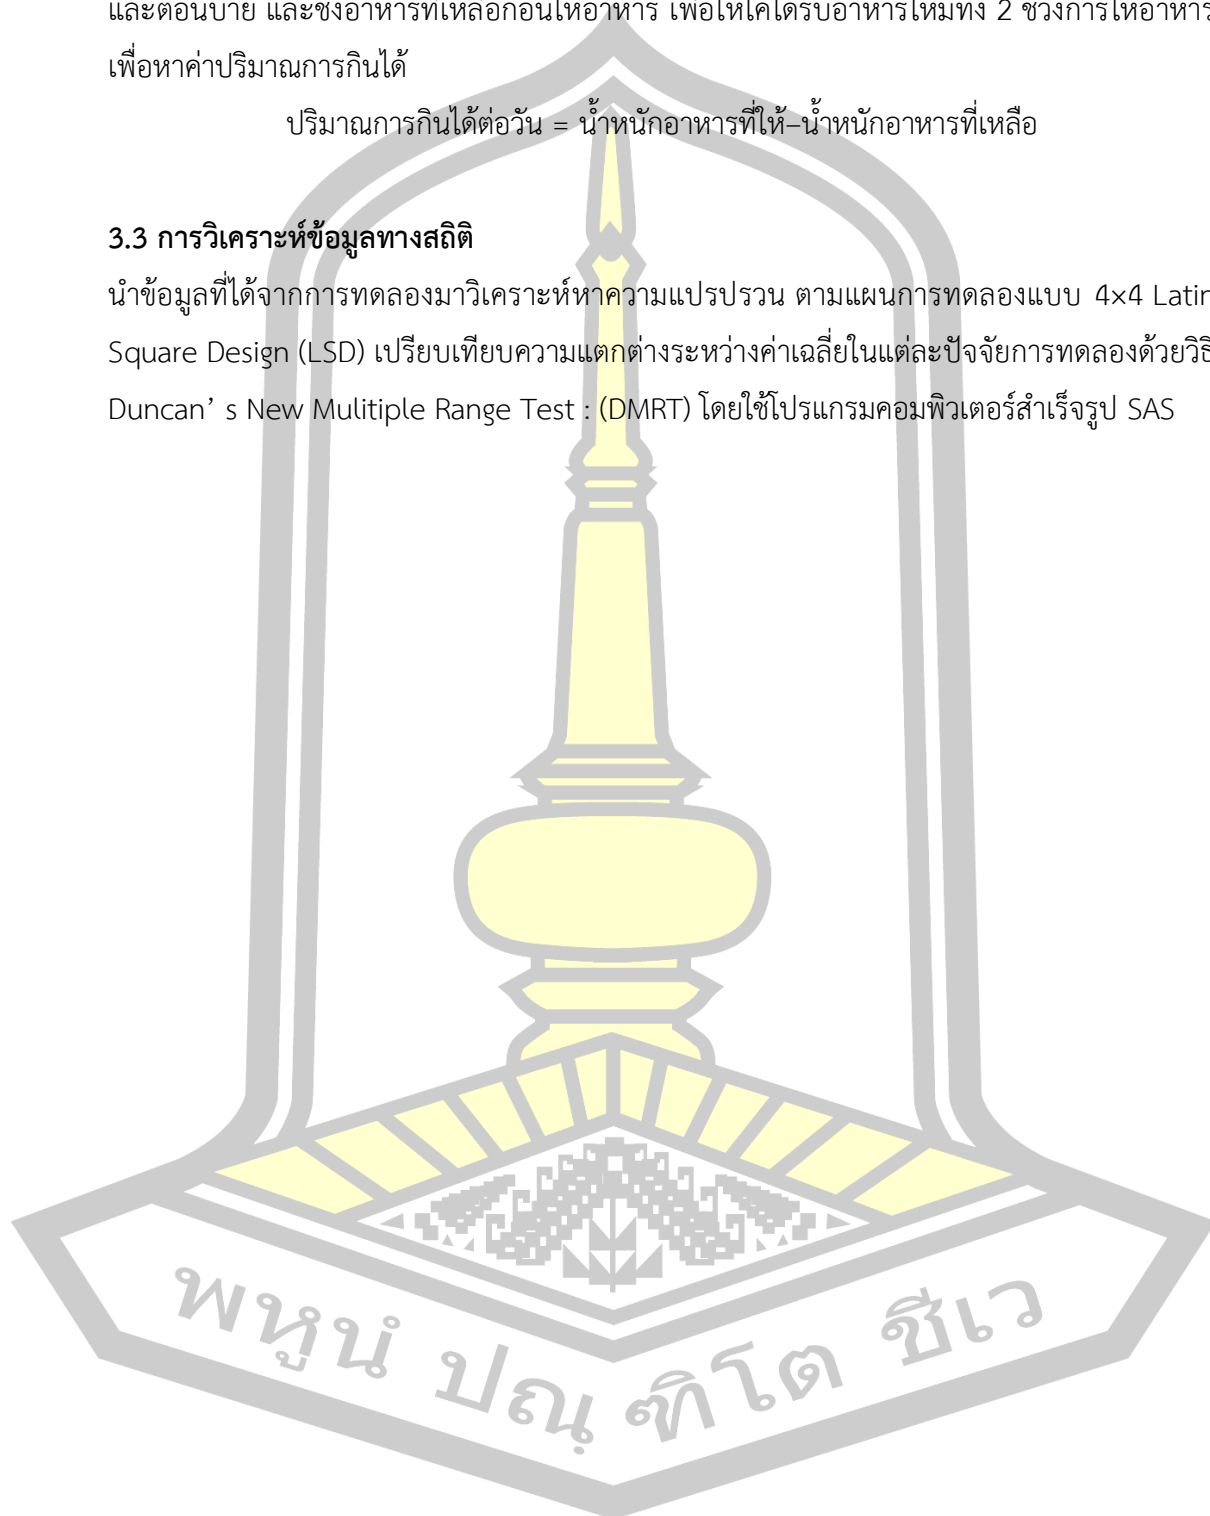 และตอนบ่าย และชั่งอาหารที่เหลือก่อนให้อาหาร เพื่อให้โคได้รับอาหารใหม่ทั้ง 2 ช่วงการให้อาหาร
เพื่อหาค่าปริมาณการกินได้
ปริมาณการกินได้ต่อวัน = น้ำหนักอาหารที่ให้–น้ำหนักอาหารที่เหลือ
3.3 การวิเคราะห์ข้อมูลทางสถิติ
นำข้อมูลที่ได้จากการทดลองมาวิเคราะห์หาความแปรปรวน ตามแผนการทดลองแบบ 4×4 Latin
Square Design (LSD) เปรียบเทียบความแตกต่างระหว่างค่าเฉลี่ยในแต่ละปัจจัยการทดลองด้วยวิธี
Duncan’ s New Mulitiple Range Test : (DMRT) โดยใช้โปรแกรมคอมพิวเตอร์สำเร็จรูป SAS
พหูนํ ปณฺฑิโต ชีเว